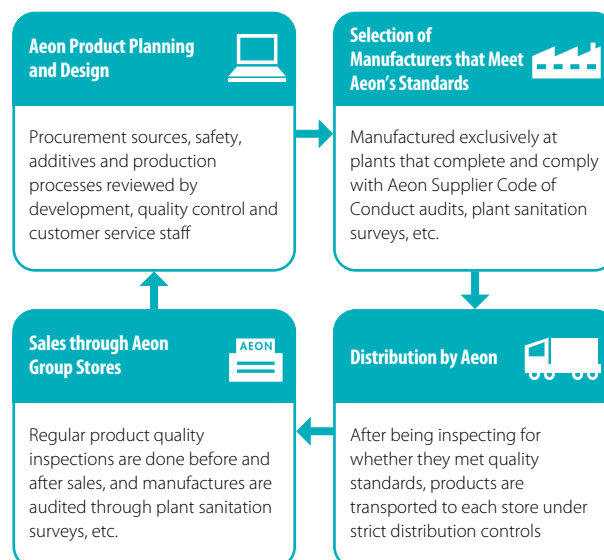 Aeon Product Planning
and Design
Procurement sources, safety,
additives and production
processes reviewed by
development, quality control and
customer service staff
Selection of
Manufacturers that Meet
Aeon's Standards
Manufactured exclusively at
plants that complete and comply
with Aeon Supplier Code of
Conduct audits, plant sanitation
surveys, etc.
Distribution by Aeon
After being inspecting for
whether they met quality
standards, products are
transported to each store under
strict distribution controls
Sales through Aeon
Group Stores
AEON
Regular product quality
inspections are done before and
after sales, and manufactures are
audited through plant sanitation
surveys, etc.